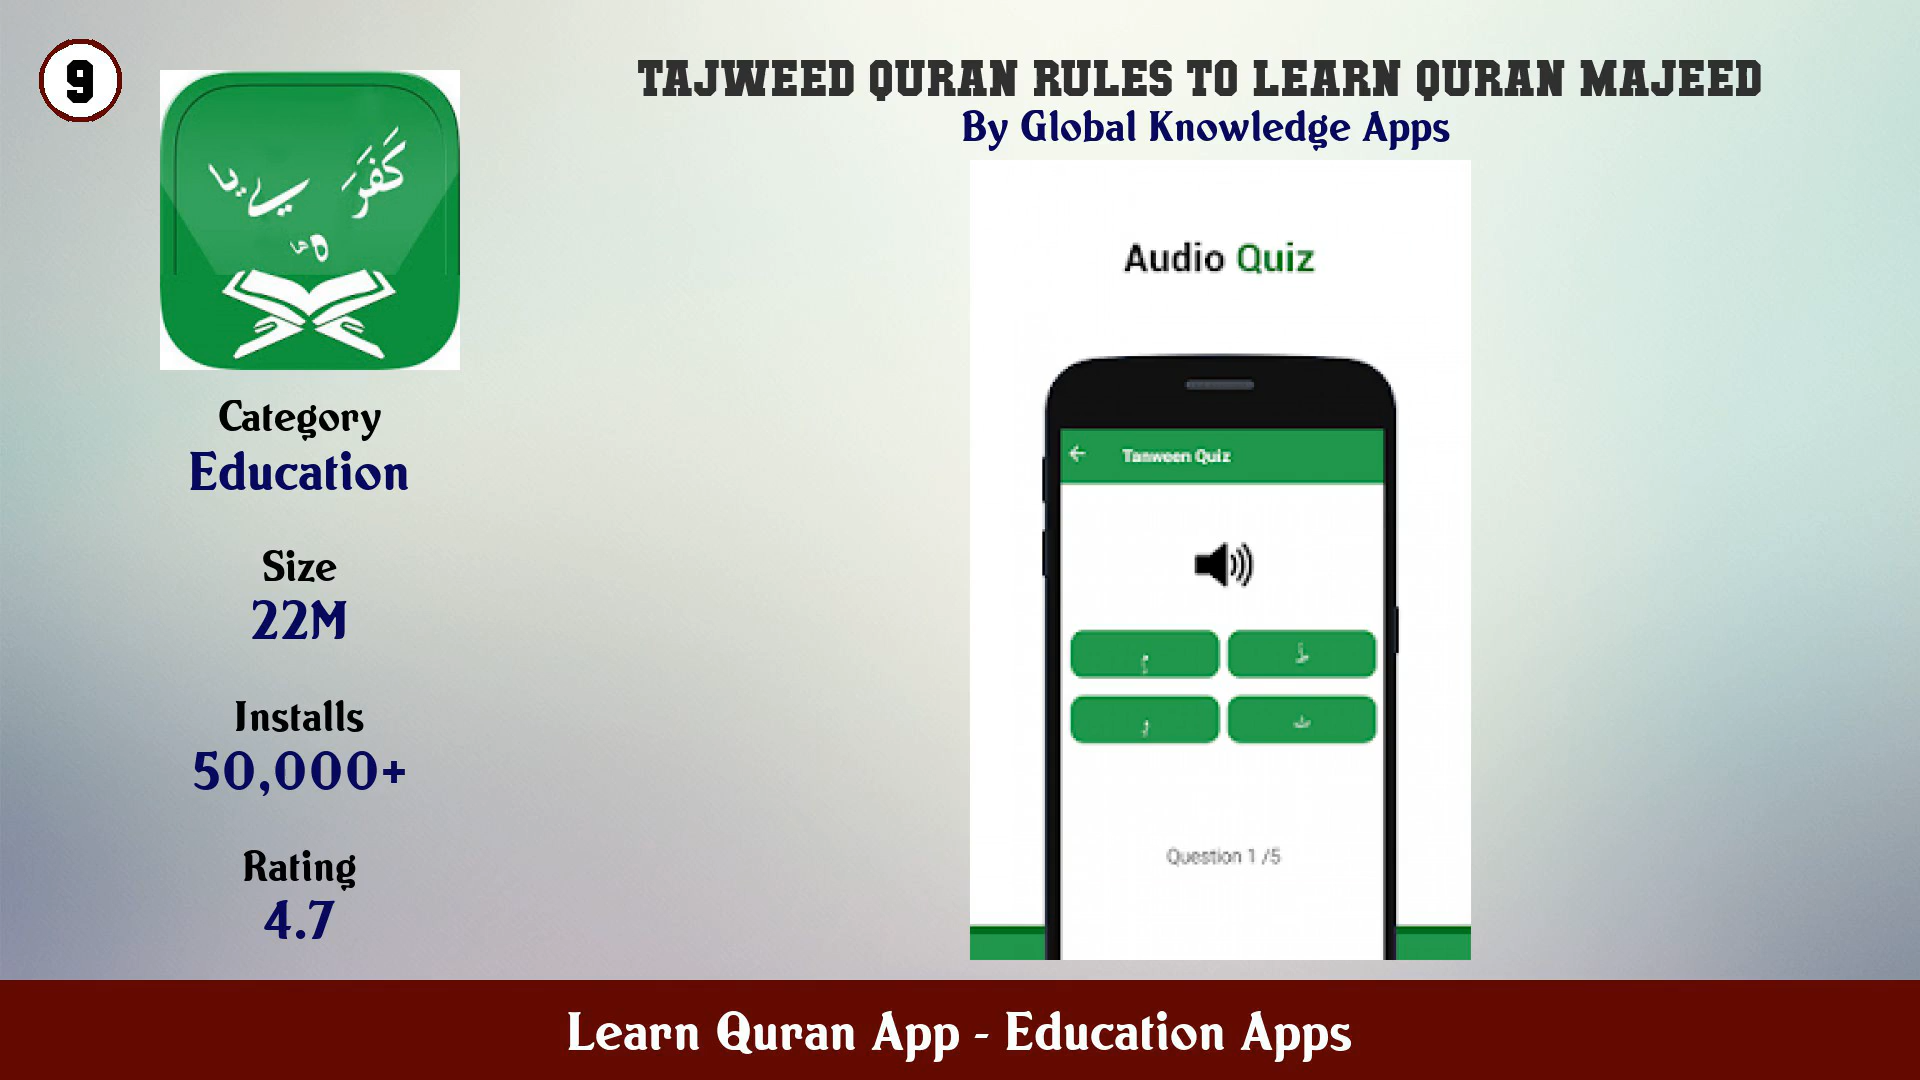 9
TAJWEED QURAN RULES TO LEARN QURAN MAJEED
By Global Knowledge Apps
كَفَرَ
Category
Education
Size
22M
Installs
50,000+
Rating
4.7
Audio Quiz
Tanween Quiz
Question 1 /5
Learn Quran App - Education Apps